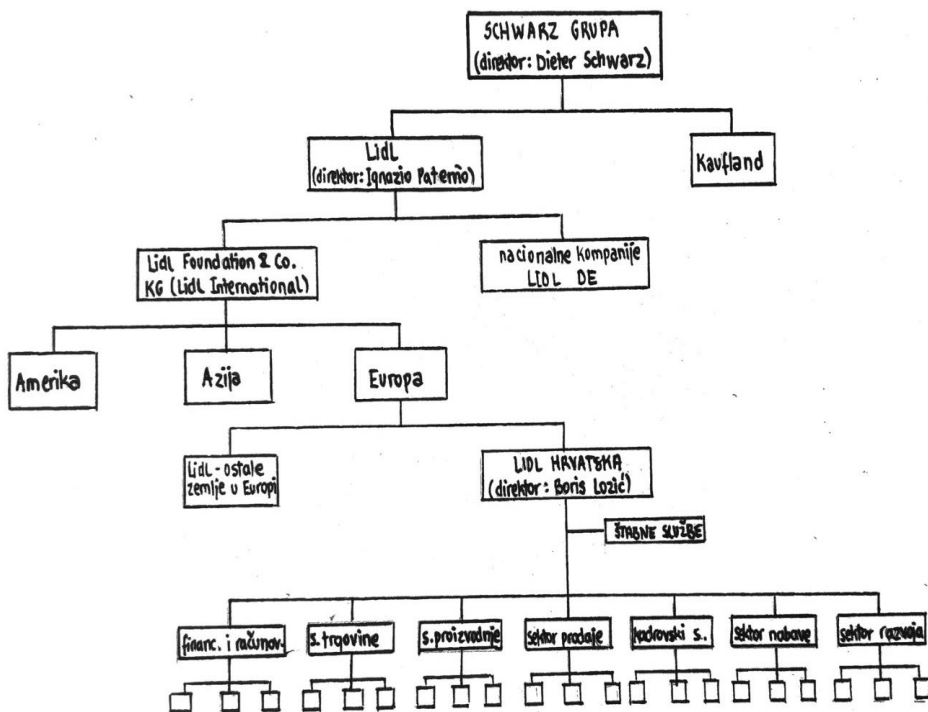 SCHWARZ GRUPA
(direktor: Dieter Schwarz)
Lidl
(direktor: Ignazio Paterno)
Kaufland
Lidl Foundation & Co.
KG (Lidl International)
nacionalne kompanije
LIDL DE
Amerika
Azija
Europa
Lidl - ostale
zemlje u Europi
LIDL HRVATSKA
(direktor: Boris Lozić)
ŠTABNE SLUŽBE
financ. i računov.
s. trgovine
s. proizvodnje
sektor prodaje
kadrovski s.
sektor nabave
sektor razvoja